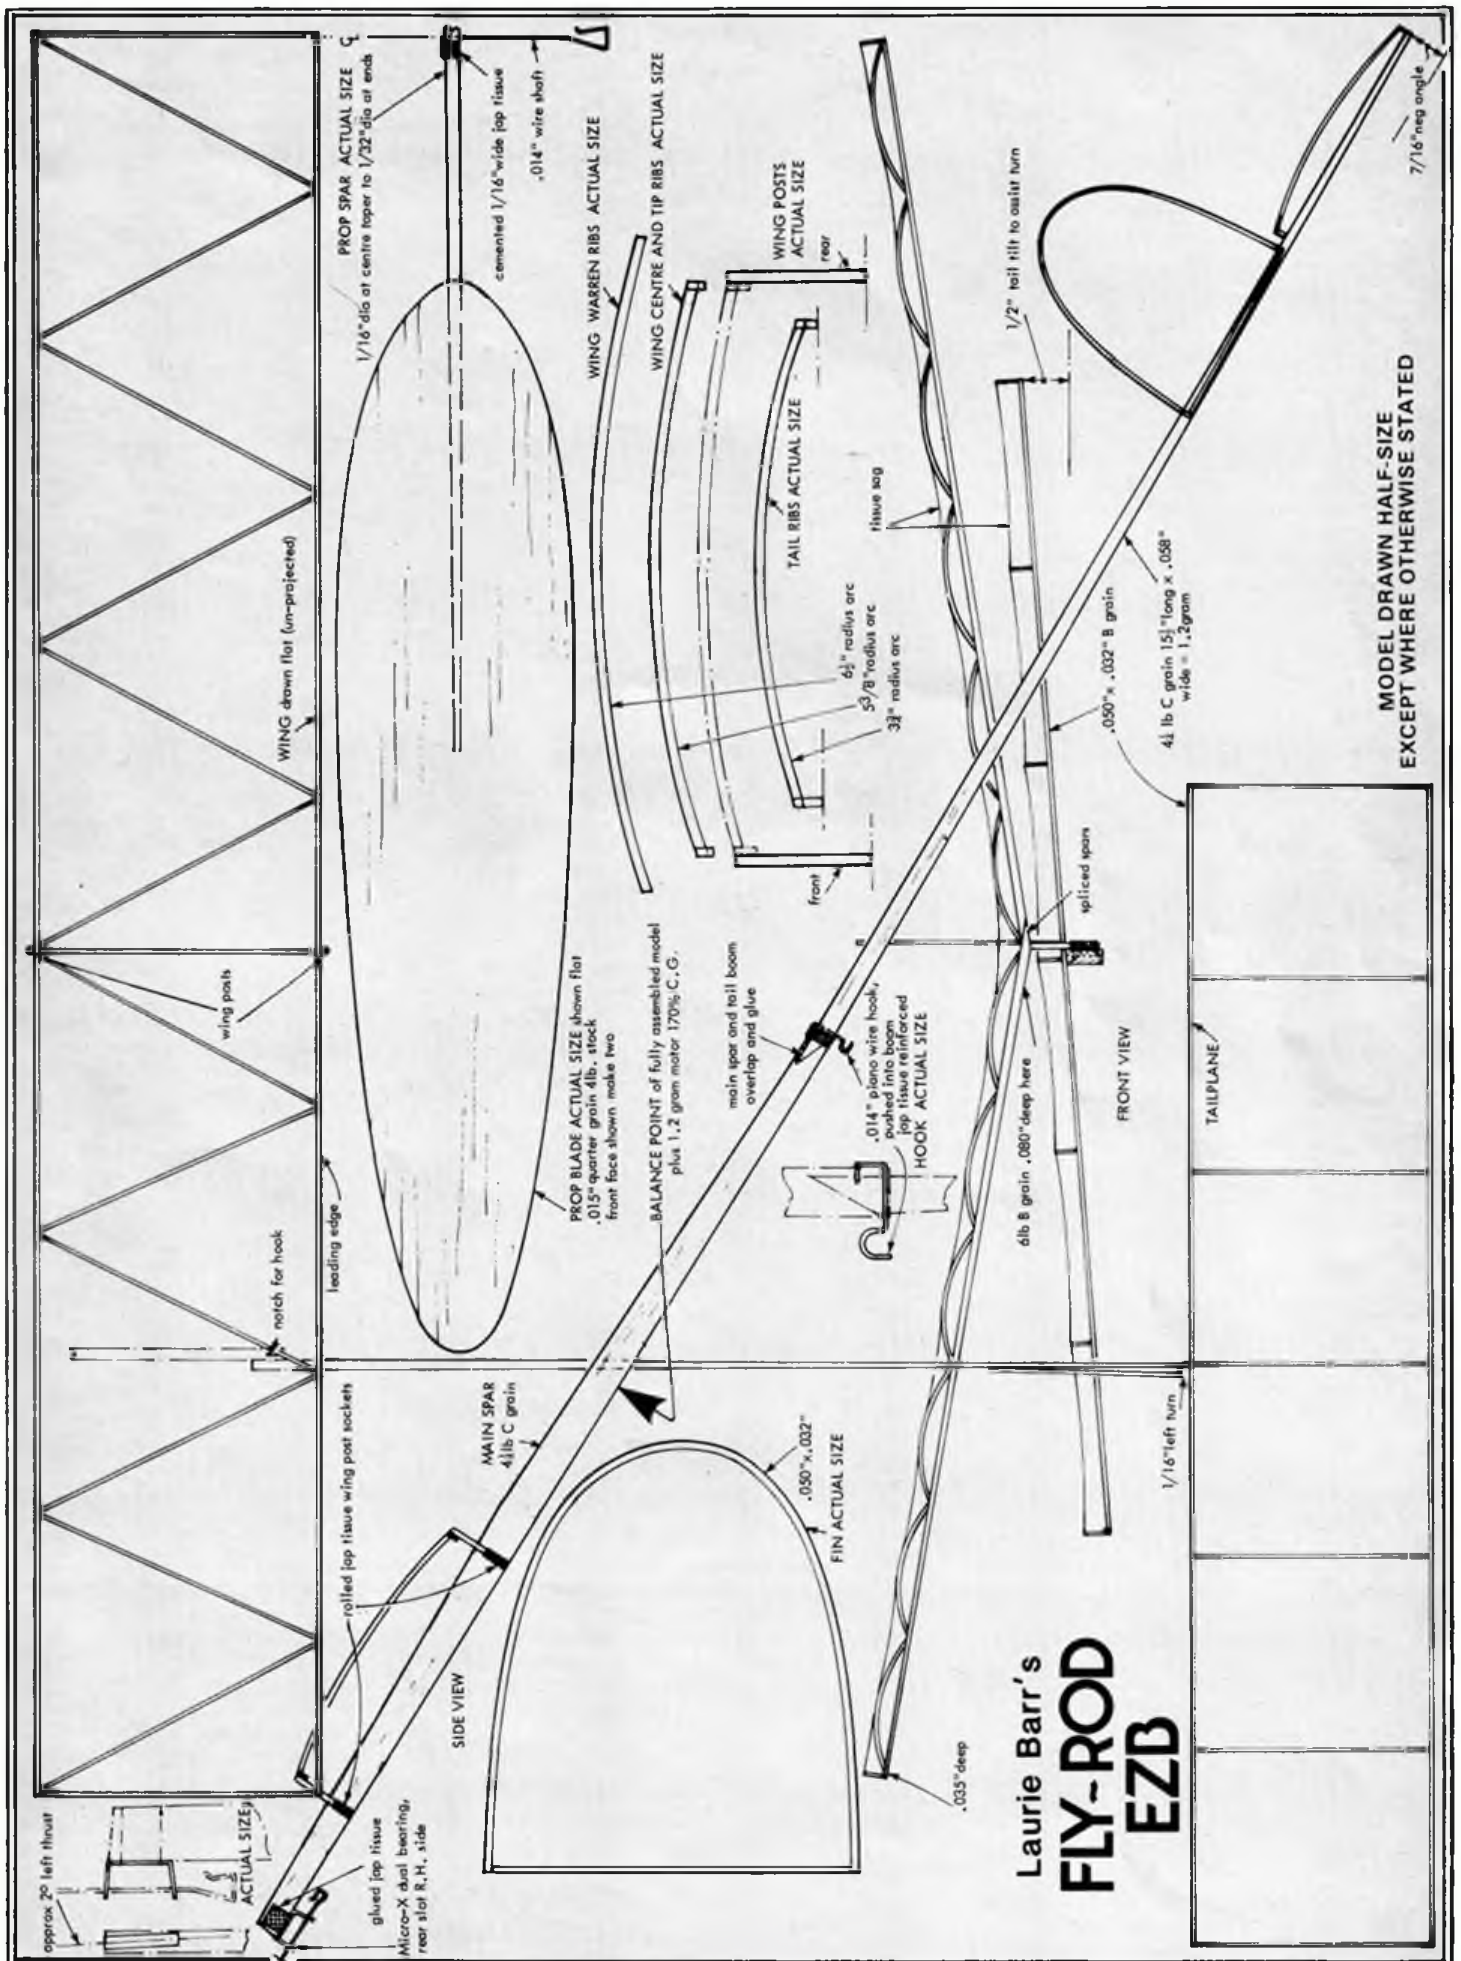 Laurie Barr's
FLY-ROD
EZB
MODEL DRAWN HALF-SIZE
EXCEPT WHERE OTHERWISE STATED
approx 2° left thrust
ACTUAL SIZE
glued jap tissue
Micro-X dual bearing,
rear slot R.H. side
rolled jap tissue wing post sockets
notch for hook
leading edge
wing posts
WING drawn flat (un-projected)
PROP SPAR ACTUAL SIZE
1/16"dia at centre taper to 1/32"dia at ends
cemented 1/16"wide jap tissue
.014" wire shaft
SIDE VIEW
MAIN SPAR
4¼lb C grain
PROP BLADE ACTUAL SIZE shown flat
.015"quarter grain 4lb. stock
front face shown make two
BALANCE POINT of fully assembled model
plus 1.2 gram motor 170% C.G.
WING WARREN RIBS ACTUAL SIZE
WING CENTRE AND TIP RIBS ACTUAL SIZE
WING POSTS
ACTUAL SIZE
rear
front
TAIL RIBS ACTUAL SIZE
6½" radius arc
5³/8"radius arc
3¾" radius arc
main spar and tail boom
overlap and glue
.014" piano wire hook,
pushed into boom
jap tissue reinforced
HOOK ACTUAL SIZE
.050"x.032"
FIN ACTUAL SIZE
tissue sag
1/2" tail tilt to assist turn
7/16"neg angle
.035"deep
6lb B grain .080"deep here
spliced spars
FRONT VIEW
1/16"left turn
TAILPLANE
.050"x .032" B grain
4¼ lb C grain 15½"long x .058"
wide = 1.2gram